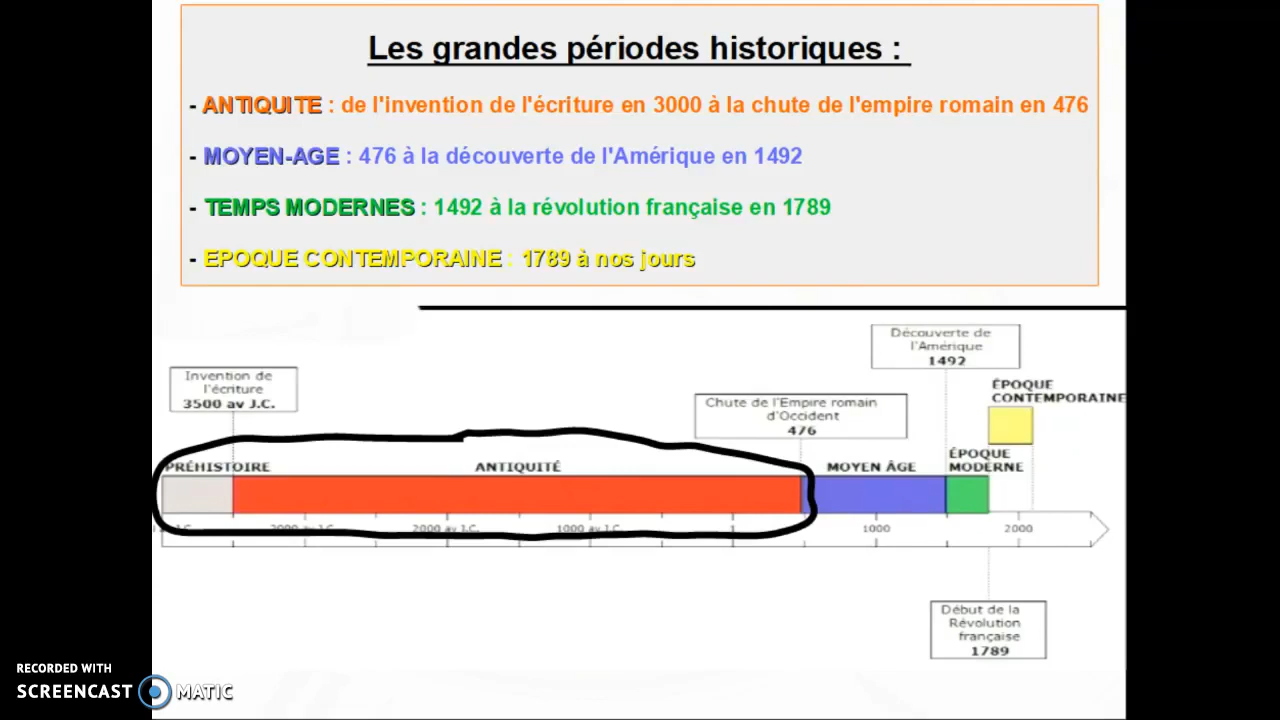 Les grandes périodes historiques :
- ANTIQUITE : de l'invention de l'écriture en 3000 à la chute de l'empire romain en 476
- MOYEN-AGE : 476 à la découverte de l'Amérique en 1492
- TEMPS MODERNES : 1492 à la révolution française en 1789
- EPOQUE CONTEMPORAINE : 1789 à nos jours
Découverte de
l'Amérique
1492
Invention de
l'écriture
3500 av J.C.
ÉPOQUE
CONTEMPORAINE
Chute de l'Empire romain
d'Occident
476
PRÉHISTOIRE
ANTIQUITÉ
MOYEN ÂGE
ÉPOQUE
MODERNE
J.C.
3000 av J.C.
2000 av J.C.
1000 av J.C.
1
1000
2000
Début de la
Révolution
française
1789
RECORDED WITH
SCREENCAST MATIC